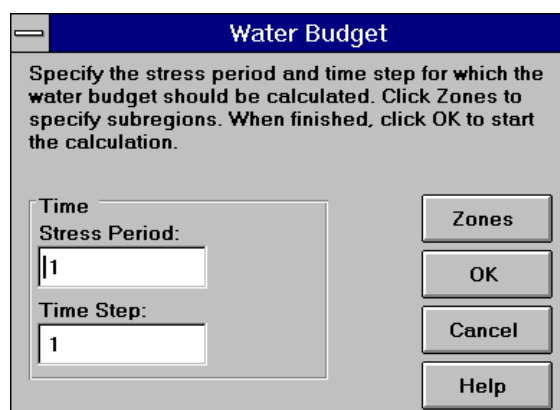 Water Budget
Specify the stress period and time step for which the
water budget should be calculated. Click Zones to
specify subregions. When finished, click OK to start
the calculation.
Time
Stress Period:
1
Time Step:
1
Zones
OK
Cancel
Help